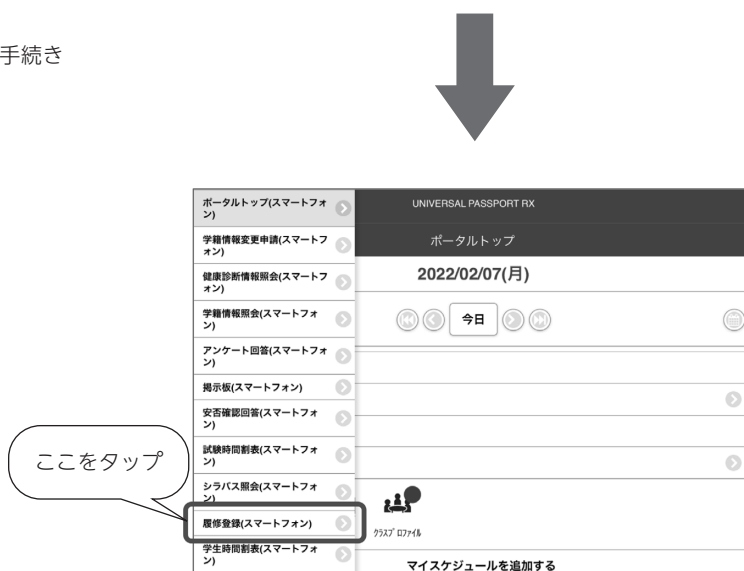 手続き
ポータルトップ(スマートフォ
ン)
学籍情報変更申請(スマートフ
ォン)
健康診断情報照会(スマートフ
ォン)
学籍情報照会(スマートフォ
ン)
アンケート回答(スマートフォ
ン)
掲示板(スマートフォン)
安否確認回答(スマートフォ
ン)
試験時間割表(スマートフォ
ン)
シラバス照会(スマートフォ
ン)
履修登録(スマートフォン)
学生時間割表(スマートフォ
ン)
ここをタップ
UNIVERSAL PASSPORT RX
ポータルトップ
2022/02/07(月)
今日
クラスプロファイル
マイスケジュールを追加する